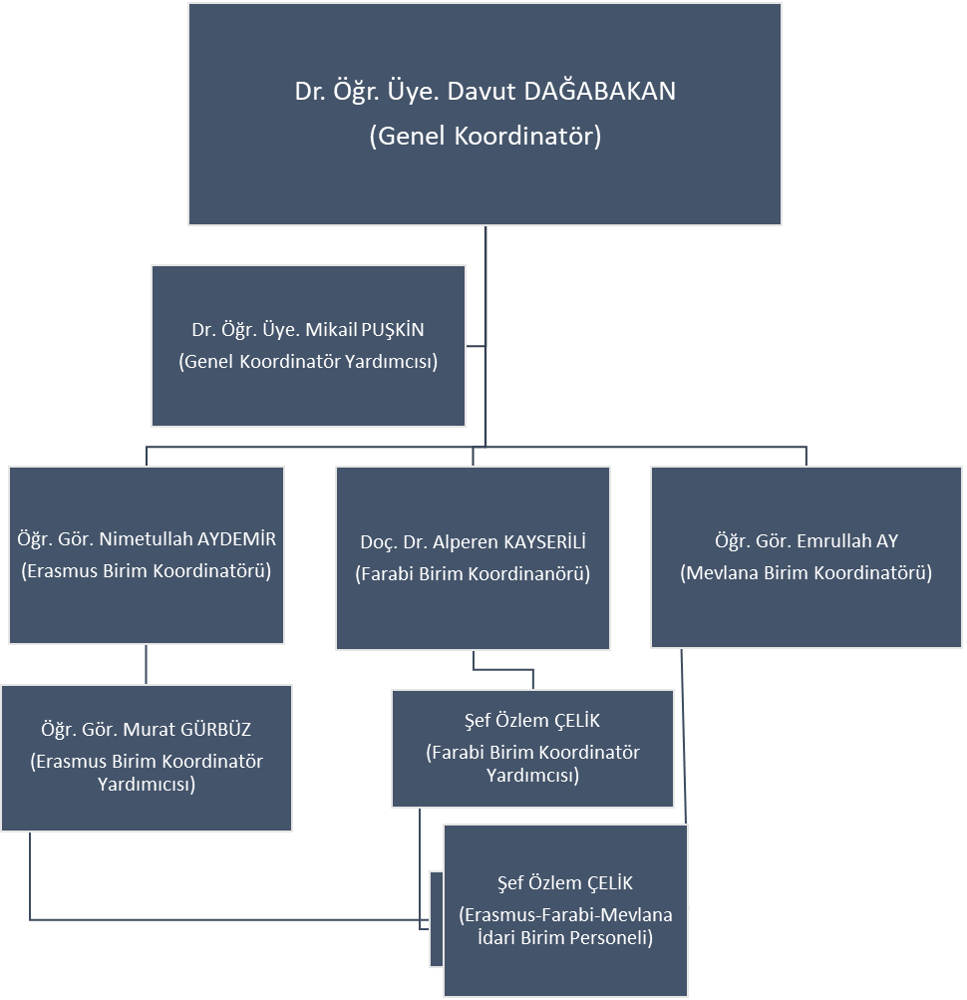 Dr. Öğr. Üye. Davut DAĞABAKAN
(Genel Koordinatör)
Dr. Öğr. Üye. Mikail PUŞKİN
(Genel Koordinatör Yardımcısı)
Öğr. Gör. Nimetullah AYDEMİR
(Erasmus Birim Koordinatörü)
Doç. Dr. Alperen KAYSERİLİ
(Farabi Birim Koordinanörü)
Öğr. Gör. Emrullah AY
(Mevlana Birim Koordinatörü)
Öğr. Gör. Murat GÜRBÜZ
(Erasmus Birim Koordinatör
Yardımıcısı)
Şef Özlem ÇELİK
(Farabi Birim Koordinatör
Yardımcısı)
Şef Özlem ÇELİK
(Erasmus-Farabi-Mevlana
İdari Birim Personeli)